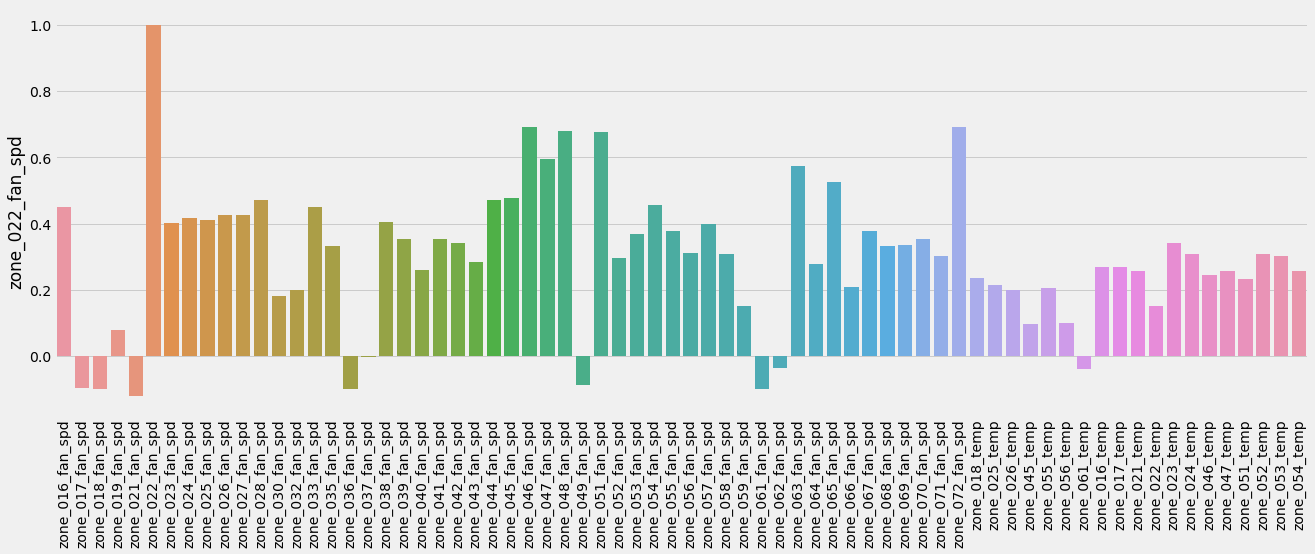 zone_022_fan_spd
1.0
0.8
0.6
0.4
0.2
0.0
zone_016_fan_spd
zone_017_fan_spd
zone_018_fan_spd
zone_019_fan_spd
zone_021_fan_spd
zone_022_fan_spd
zone_023_fan_spd
zone_024_fan_spd
zone_025_fan_spd
zone_026_fan_spd
zone_027_fan_spd
zone_028_fan_spd
zone_030_fan_spd
zone_032_fan_spd
zone_033_fan_spd
zone_035_fan_spd
zone_036_fan_spd
zone_037_fan_spd
zone_038_fan_spd
zone_039_fan_spd
zone_040_fan_spd
zone_041_fan_spd
zone_042_fan_spd
zone_043_fan_spd
zone_044_fan_spd
zone_045_fan_spd
zone_046_fan_spd
zone_047_fan_spd
zone_048_fan_spd
zone_049_fan_spd
zone_051_fan_spd
zone_052_fan_spd
zone_053_fan_spd
zone_054_fan_spd
zone_055_fan_spd
zone_056_fan_spd
zone_057_fan_spd
zone_058_fan_spd
zone_059_fan_spd
zone_061_fan_spd
zone_062_fan_spd
zone_063_fan_spd
zone_064_fan_spd
zone_065_fan_spd
zone_066_fan_spd
zone_067_fan_spd
zone_068_fan_spd
zone_069_fan_spd
zone_070_fan_spd
zone_071_fan_spd
zone_072_fan_spd
zone_018_temp
zone_025_temp
zone_026_temp
zone_045_temp
zone_055_temp
zone_056_temp
zone_061_temp
zone_016_temp
zone_017_temp
zone_021_temp
zone_022_temp
zone_023_temp
zone_024_temp
zone_046_temp
zone_047_temp
zone_051_temp
zone_052_temp
zone_053_temp
zone_054_temp